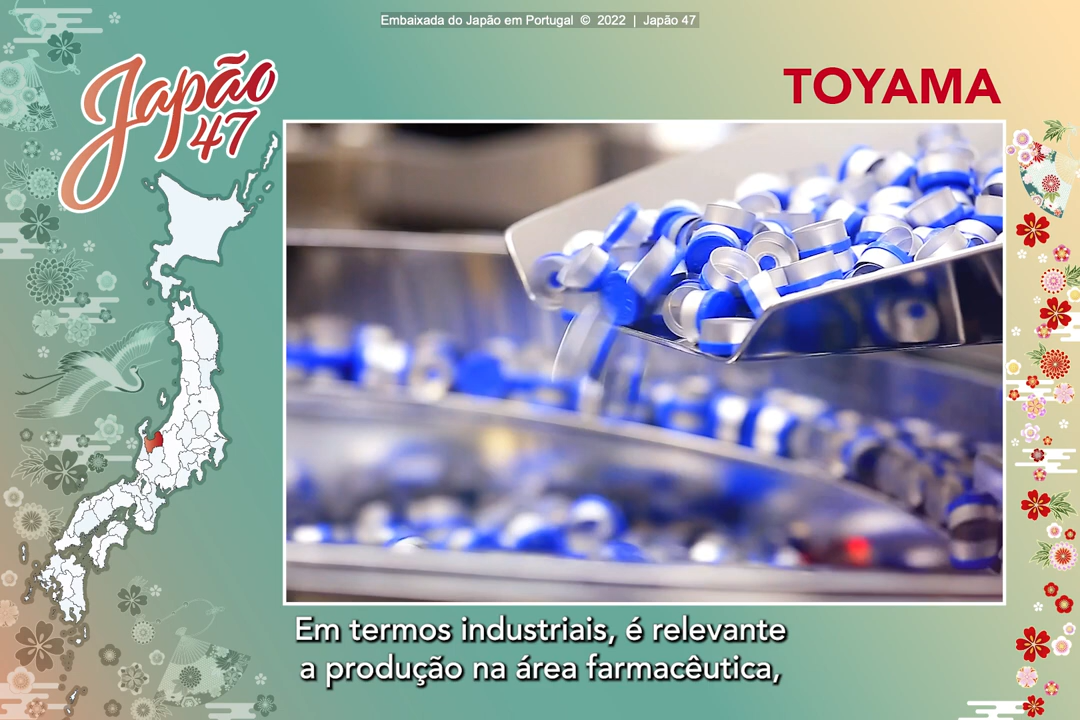 Embaixada do Japão em Portugal © 2022 | Japão 47
Japão
47
TOYAMA
Em termos industriais, é relevante
a produção na área farmacêutica,